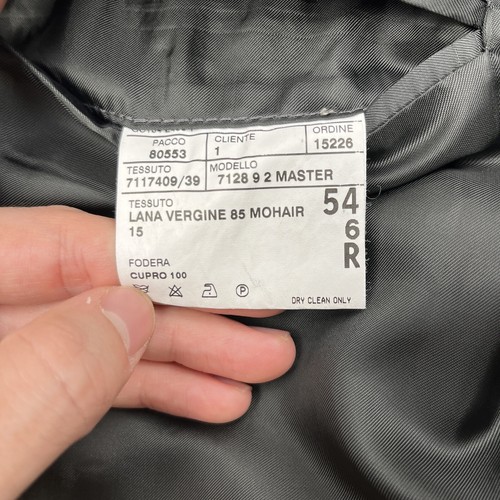 PACCO CLIENTE ORDINE
80553 1 15226
TESSUTO MODELLO
7117409/39 7128 9 2 MASTER
TESSUTO
LANA VERGINE 85 MOHAIR
15
54
6
R
FODERA
CUPRO 100
P
DRY CLEAN ONLY